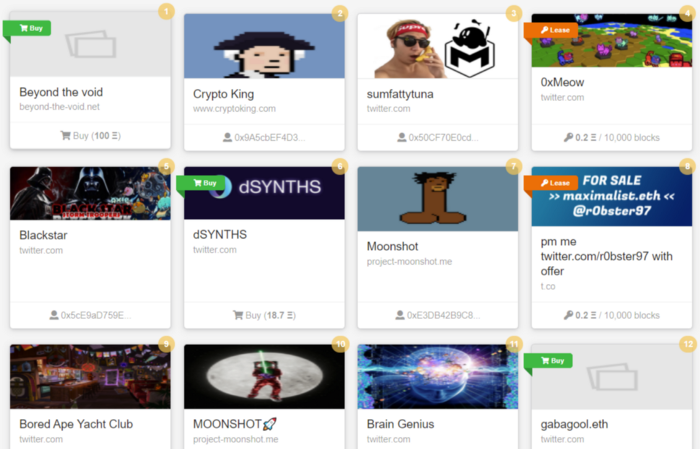 1
Buy
Beyond the void
beyond-the-void.net
Buy (100 Ξ)
2
Crypto King
www.cryptoking.com
0x9A5cbEF4D3...
3
sumfattytuna
twitter.com
0x50CF70E0cd...
4
Lease
0xMeow
twitter.com
0.2 Ξ / 10,000 blocks
5
BLACKSTAR
Blackstar
twitter.com
0x5cE9aD759E...
6
Buy
dSYNTHS
dSYNTHS
twitter.com
Buy (18.7 Ξ)
7
Moonshot
project-moonshot.me
0xE3DB42B9C8...
8
Lease
FOR SALE
>> maximalist.eth <<
@r0bster97
pm me
twitter.com/r0bster97 with
offer
t.co
0.2 Ξ / 10,000 blocks
9
Bored Ape Yacht Club
twitter.com
10
MOONSHOT🚀
project-moonshot.me
11
Brain Genius
twitter.com
12
Buy
gabagool.eth
twitter.com